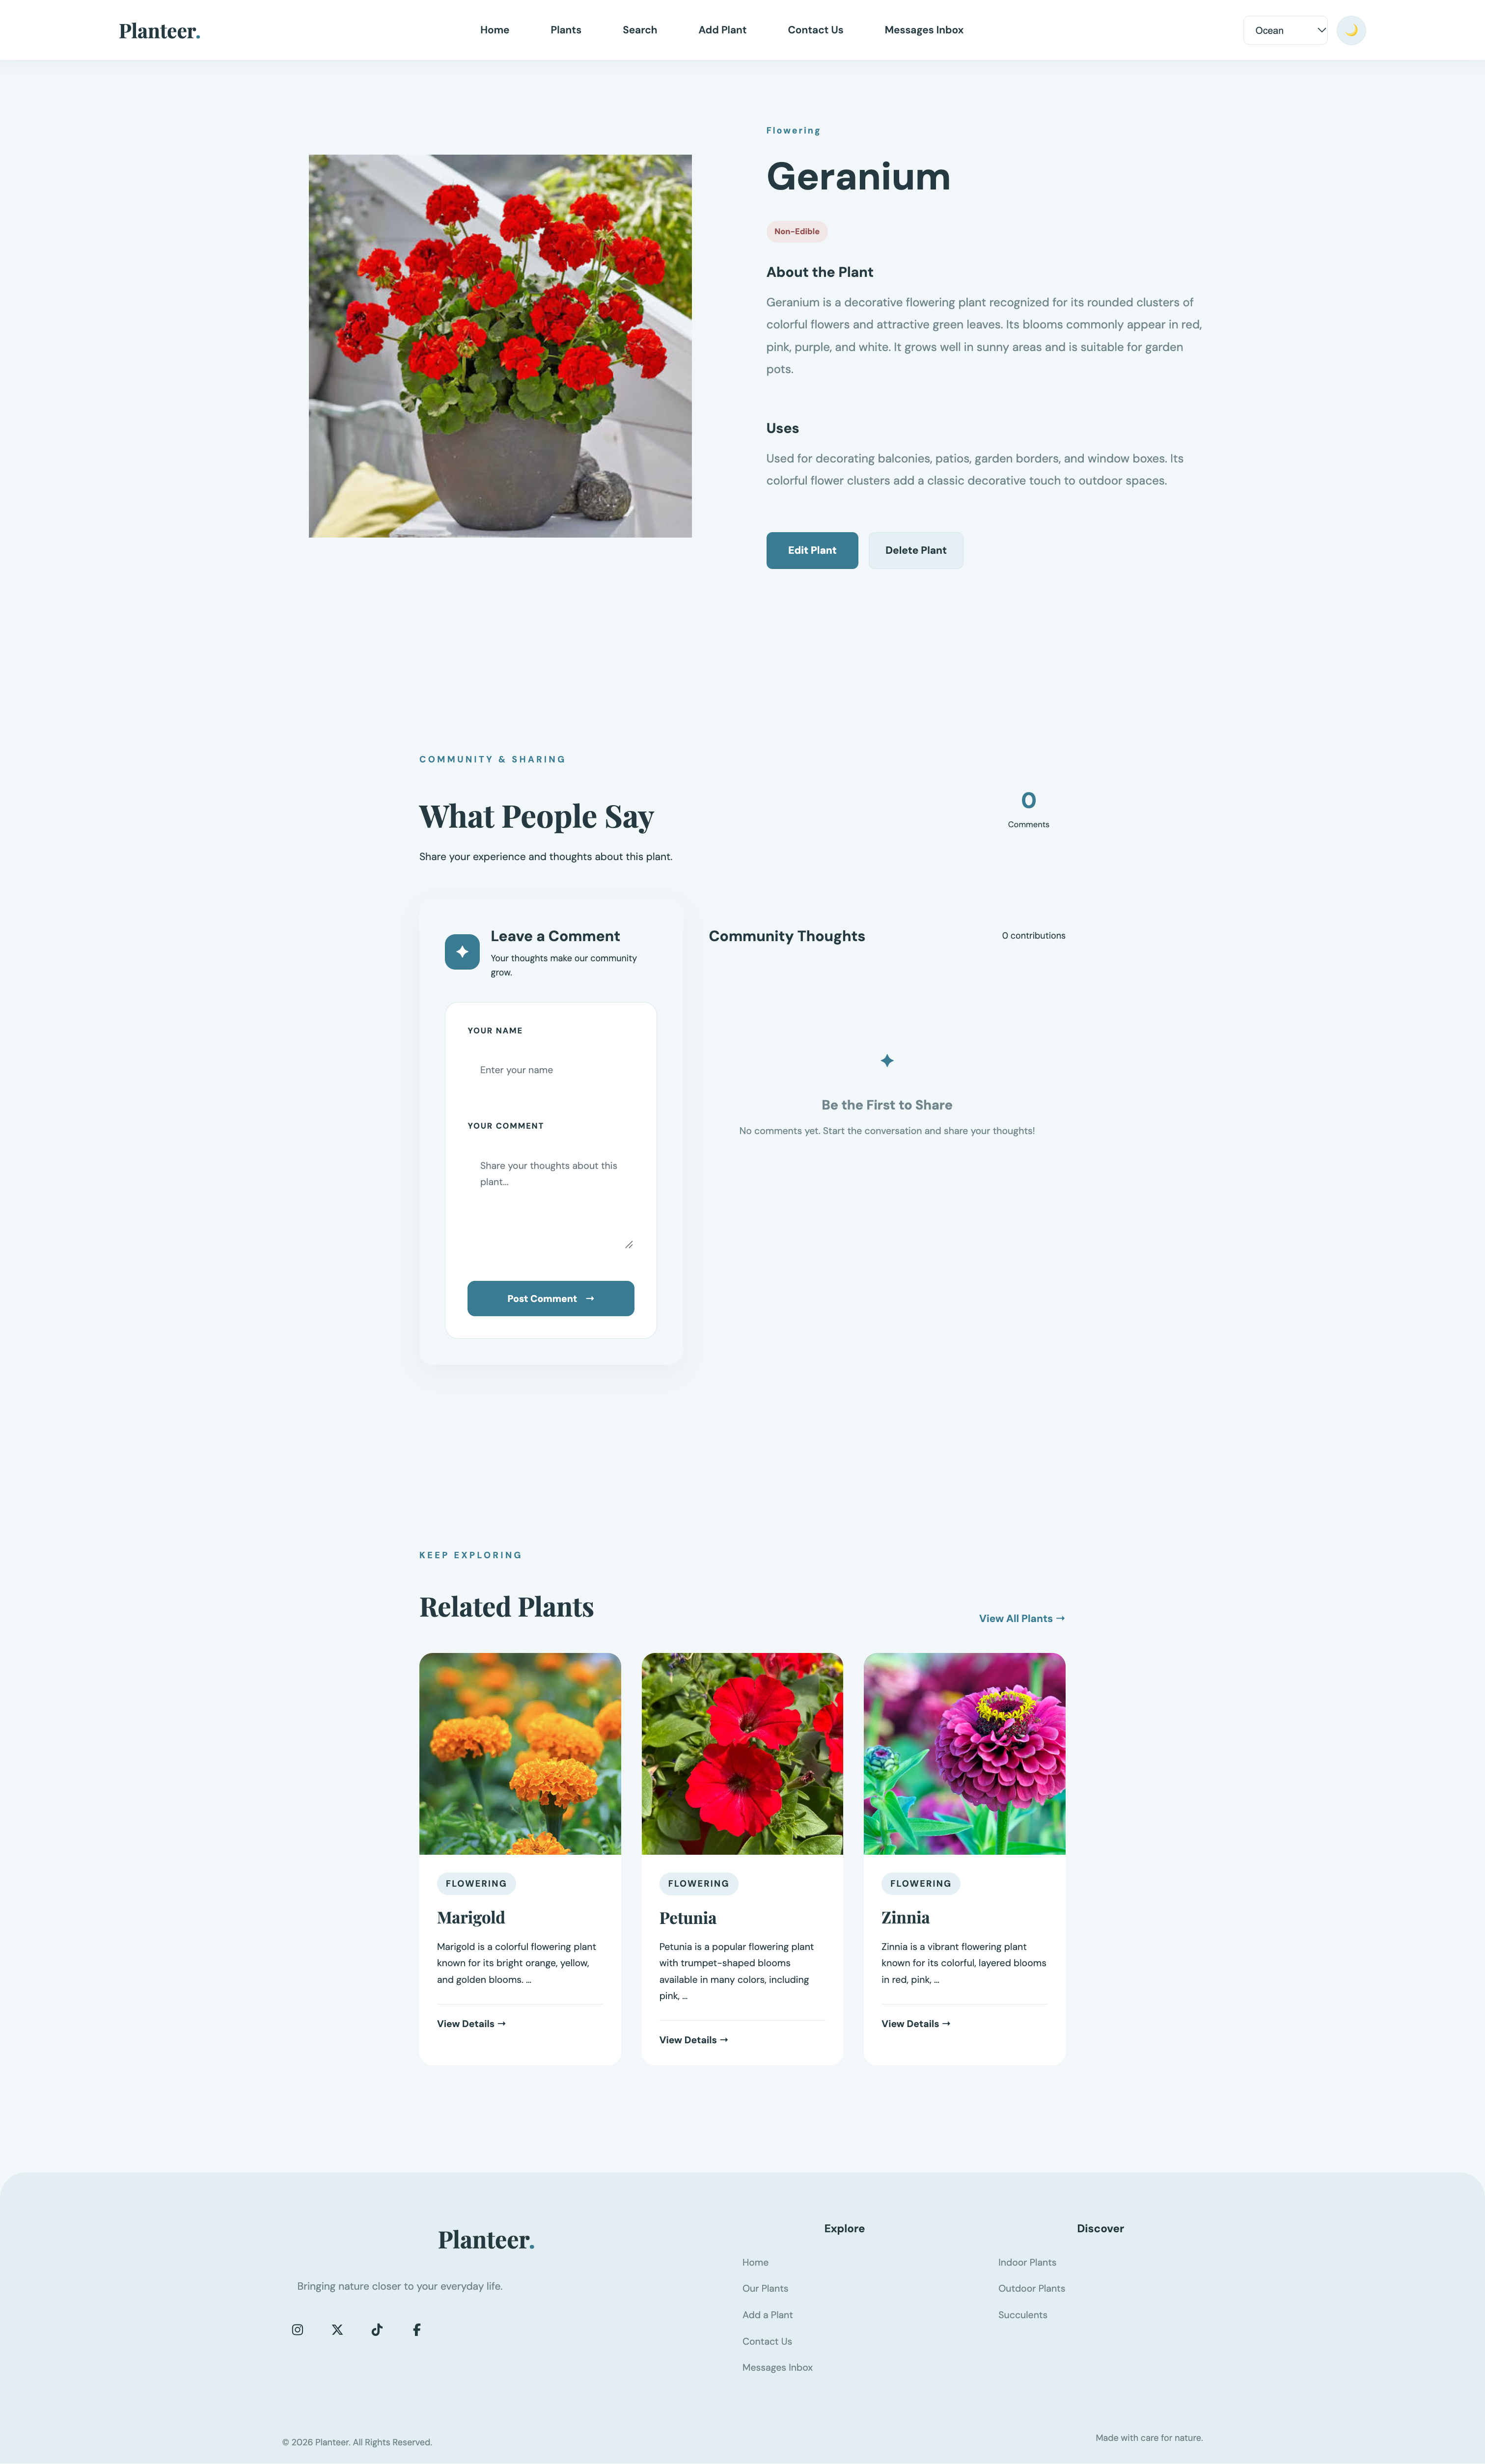 Planteer.
Home
Plants
Search
Add Plant
Contact Us
Messages Inbox
Ocean
Flowering
Geranium
Non-Edible
About the Plant
Geranium is a decorative flowering plant recognized for its rounded clusters of
colorful flowers and attractive green leaves. Its blooms commonly appear in red,
pink, purple, and white. It grows well in sunny areas and is suitable for garden
pots.
Uses
Used for decorating balconies, patios, garden borders, and window boxes. Its
colorful flower clusters add a classic decorative touch to outdoor spaces.
Edit Plant
Delete Plant
COMMUNITY & SHARING
What People Say
Share your experience and thoughts about this plant.
0
Comments
Leave a Comment
Your thoughts make our community
grow.
YOUR NAME
Enter your name
YOUR COMMENT
Share your thoughts about this
plant...
Post Comment →
Community Thoughts
0 contributions
Be the First to Share
No comments yet. Start the conversation and share your thoughts!
KEEP EXPLORING
Related Plants
View All Plants →
FLOWERING
Marigold
Marigold is a colorful flowering plant
known for its bright orange, yellow,
and golden blooms. ...
View Details →
FLOWERING
Petunia
Petunia is a popular flowering plant
with trumpet-shaped blooms
available in many colors, including
pink, ...
View Details →
FLOWERING
Zinnia
Zinnia is a vibrant flowering plant
known for its colorful, layered blooms
in red, pink, ...
View Details →
Planteer.
Bringing nature closer to your everyday life.
Explore
Home
Our Plants
Add a Plant
Contact Us
Messages Inbox
Discover
Indoor Plants
Outdoor Plants
Succulents
© 2026 Planteer. All Rights Reserved.
Made with care for nature.